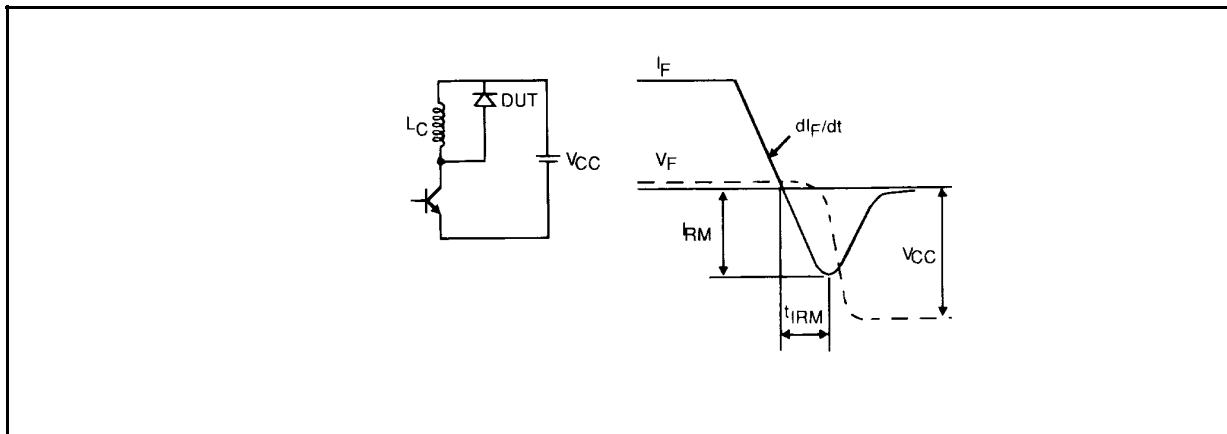 I_F
DUT
L_C
dI_F/dt
V_CC
V_F
I_RM
V_CC
t_IRM